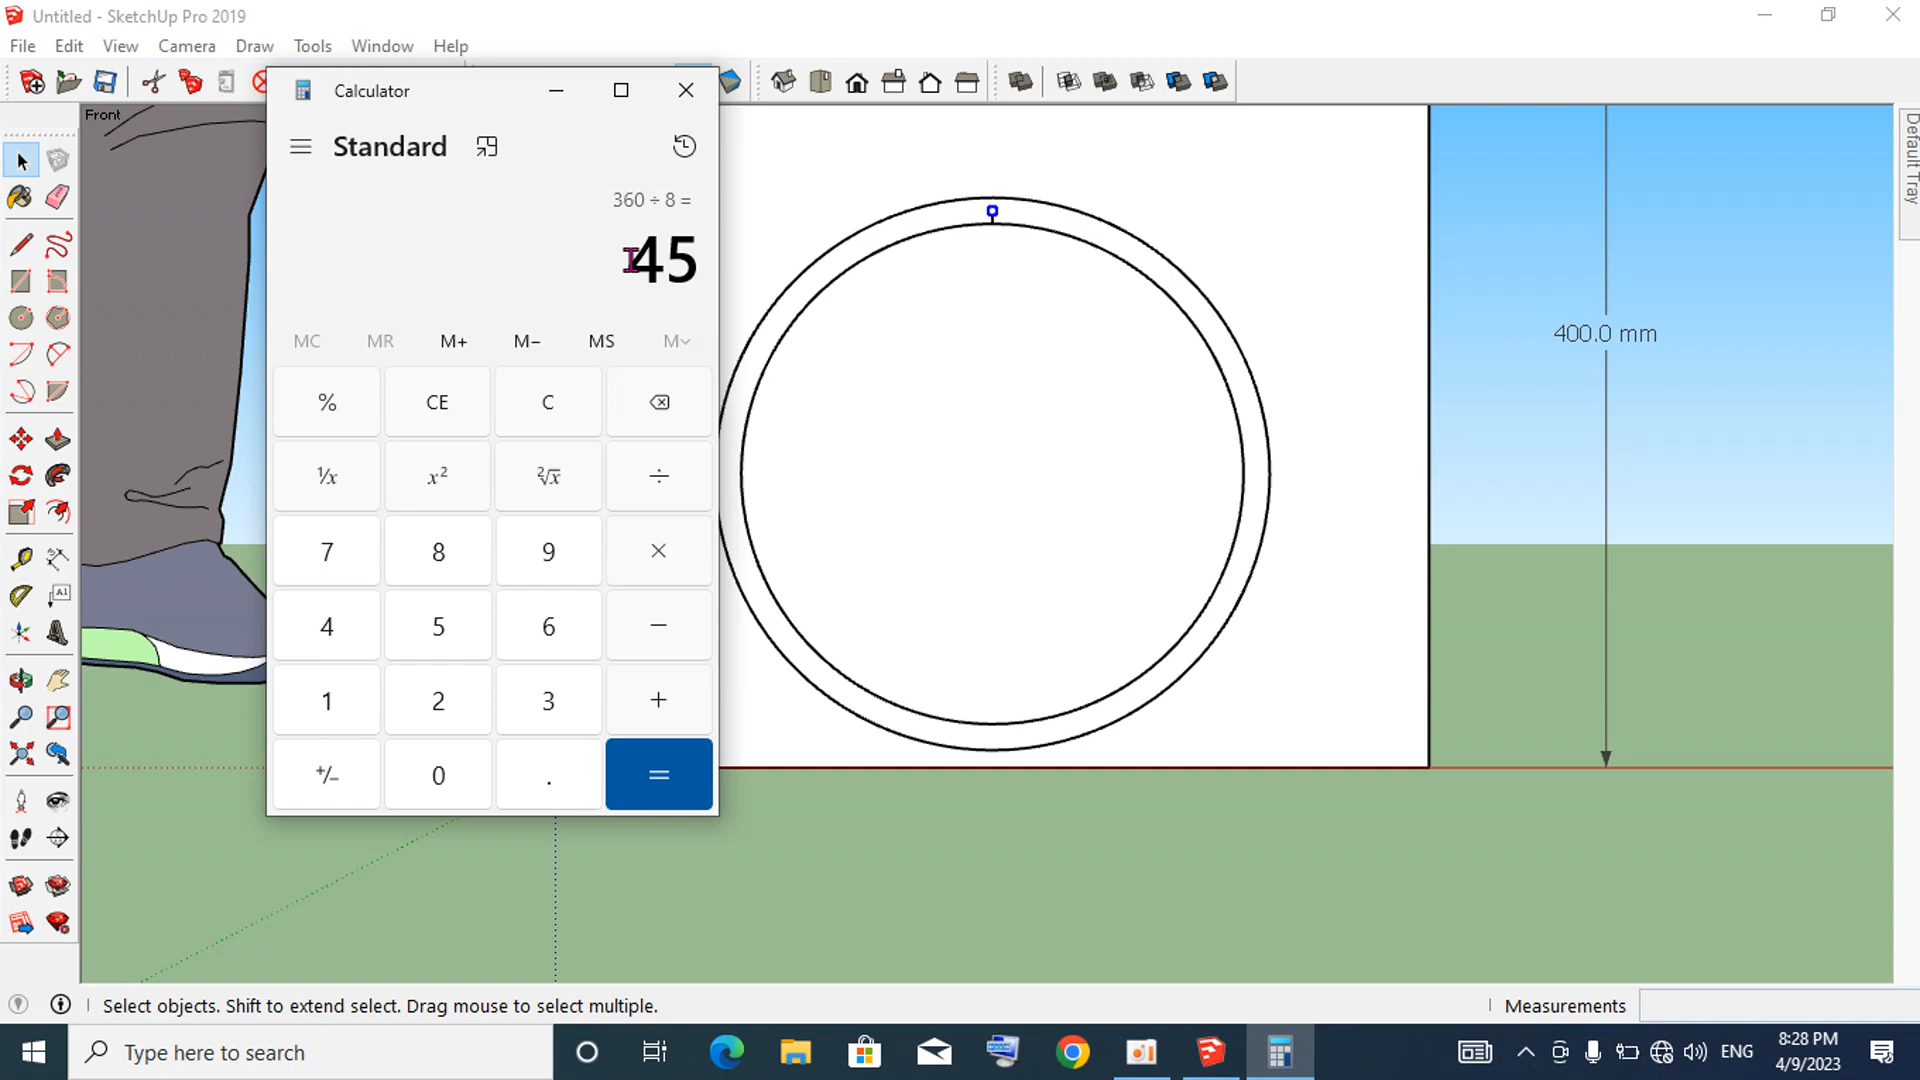 Untitled - SketchUp Pro 2019
File Edit View Camera Draw Tools Window Help
Front
Calculator
Standard
360 ÷ 8 =
45
MC MR M+ M− MS M
% CE C
⅟x x² ²√x ÷
7 8 9 ×
4 5 6 −
1 2 3 +
+/− 0 . =
400.0 mm
Default Tray
A1
Select objects. Shift to extend select. Drag mouse to select multiple.
Measurements
Type here to search
ENG
8:28 PM
4/9/2023